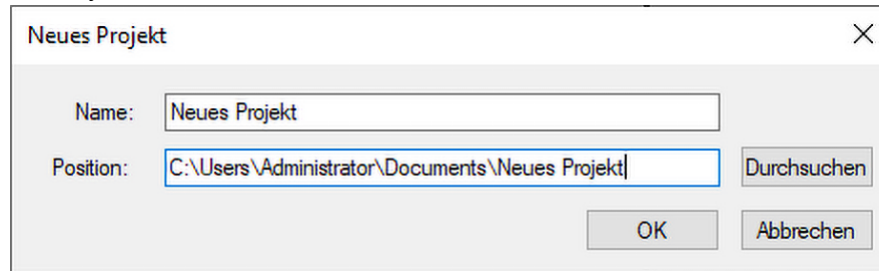 Neues Projekt
Name: Neues Projekt
Position: C:\Users\Administrator\Documents\Neues Projekt Durchsuchen
OK Abbrechen